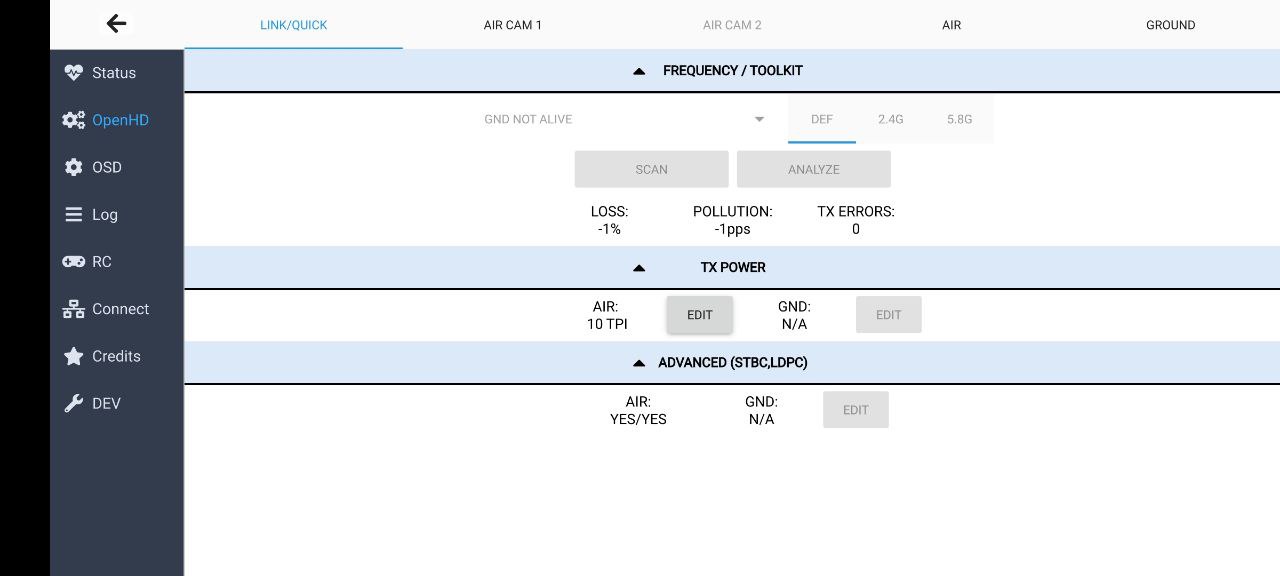 LINK/QUICK AIR CAM 1 AIR CAM 2 AIR GROUND
Status
OpenHD
OSD
Log
RC
Connect
Credits
DEV
FREQUENCY / TOOLKIT
GND NOT ALIVE DEF 2.4G 5.8G
SCAN ANALYZE
LOSS: POLLUTION: TX ERRORS:
-1% -1pps 0
TX POWER
AIR: GND:
10 TPI EDIT N/A EDIT
ADVANCED (STBC,LDPC)
AIR: GND:
YES/YES N/A EDIT